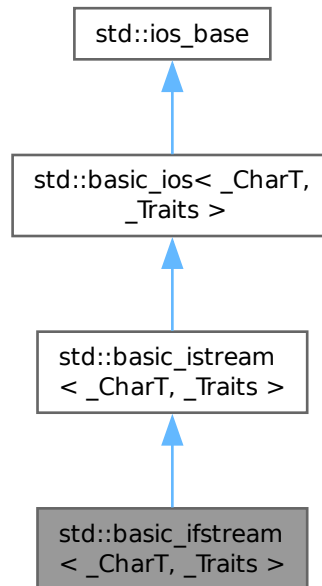 std::ios_base
std::basic_ios< _CharT,
_Traits >
std::basic_istream
< _CharT, _Traits >
std::basic_ifstream
< _CharT, _Traits >